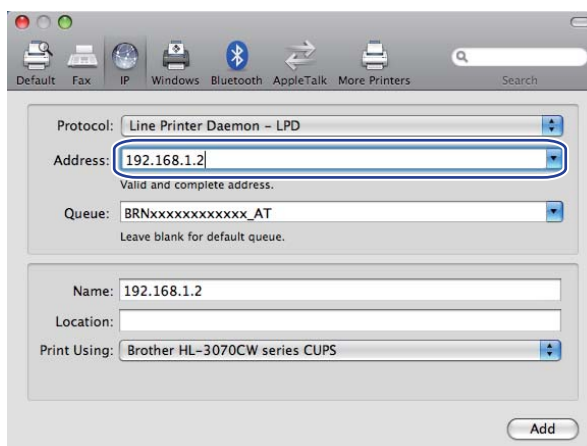 Default Fax IP Windows Bluetooth AppleTalk More Printers Search
Protocol: Line Printer Daemon – LPD
Address: 192.168.1.2
Valid and complete address.
Queue: BRNxxxxxxxxxxxx_AT
Leave blank for default queue.
Name: 192.168.1.2
Location:
Print Using: Brother HL-3070CW series CUPS
Add